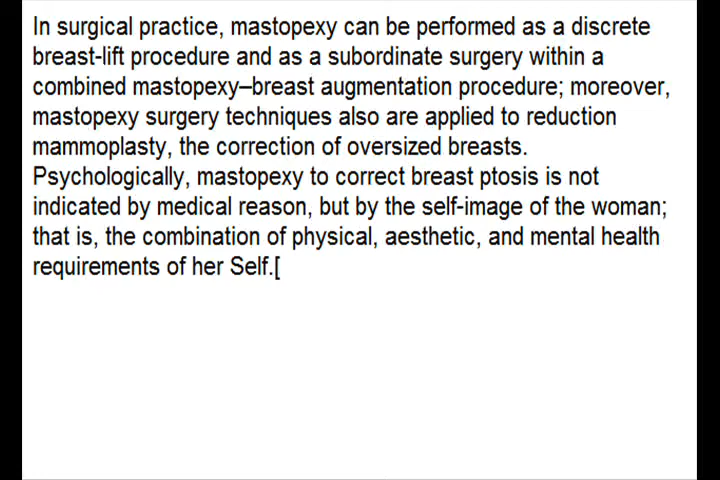 In surgical practice, mastopexy can be performed as a discrete
breast-lift procedure and as a subordinate surgery within a
combined mastopexy–breast augmentation procedure; moreover,
mastopexy surgery techniques also are applied to reduction
mammoplasty, the correction of oversized breasts.
Psychologically, mastopexy to correct breast ptosis is not
indicated by medical reason, but by the self-image of the woman;
that is, the combination of physical, aesthetic, and mental health
requirements of her Self.[